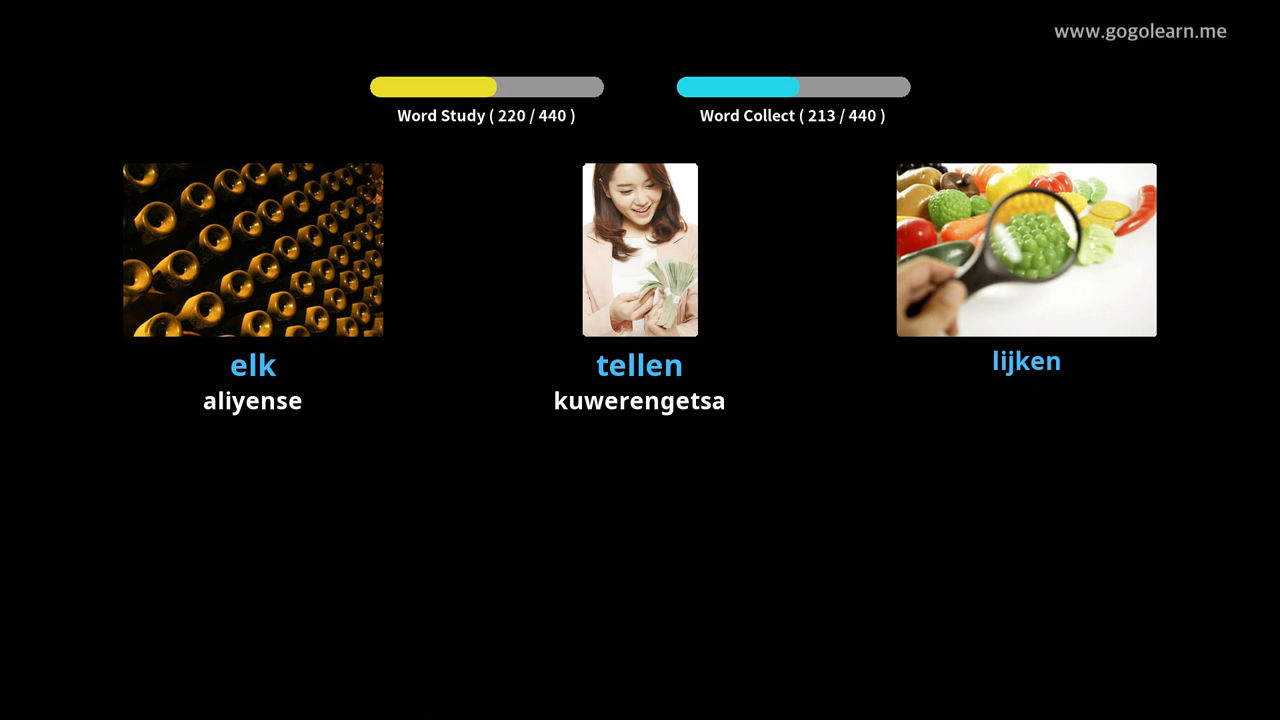 www.gogolearn.me
Word Study ( 220 / 440 )
Word Collect ( 213 / 440 )
elk
aliyense
tellen
kuwerengetsa
lijken